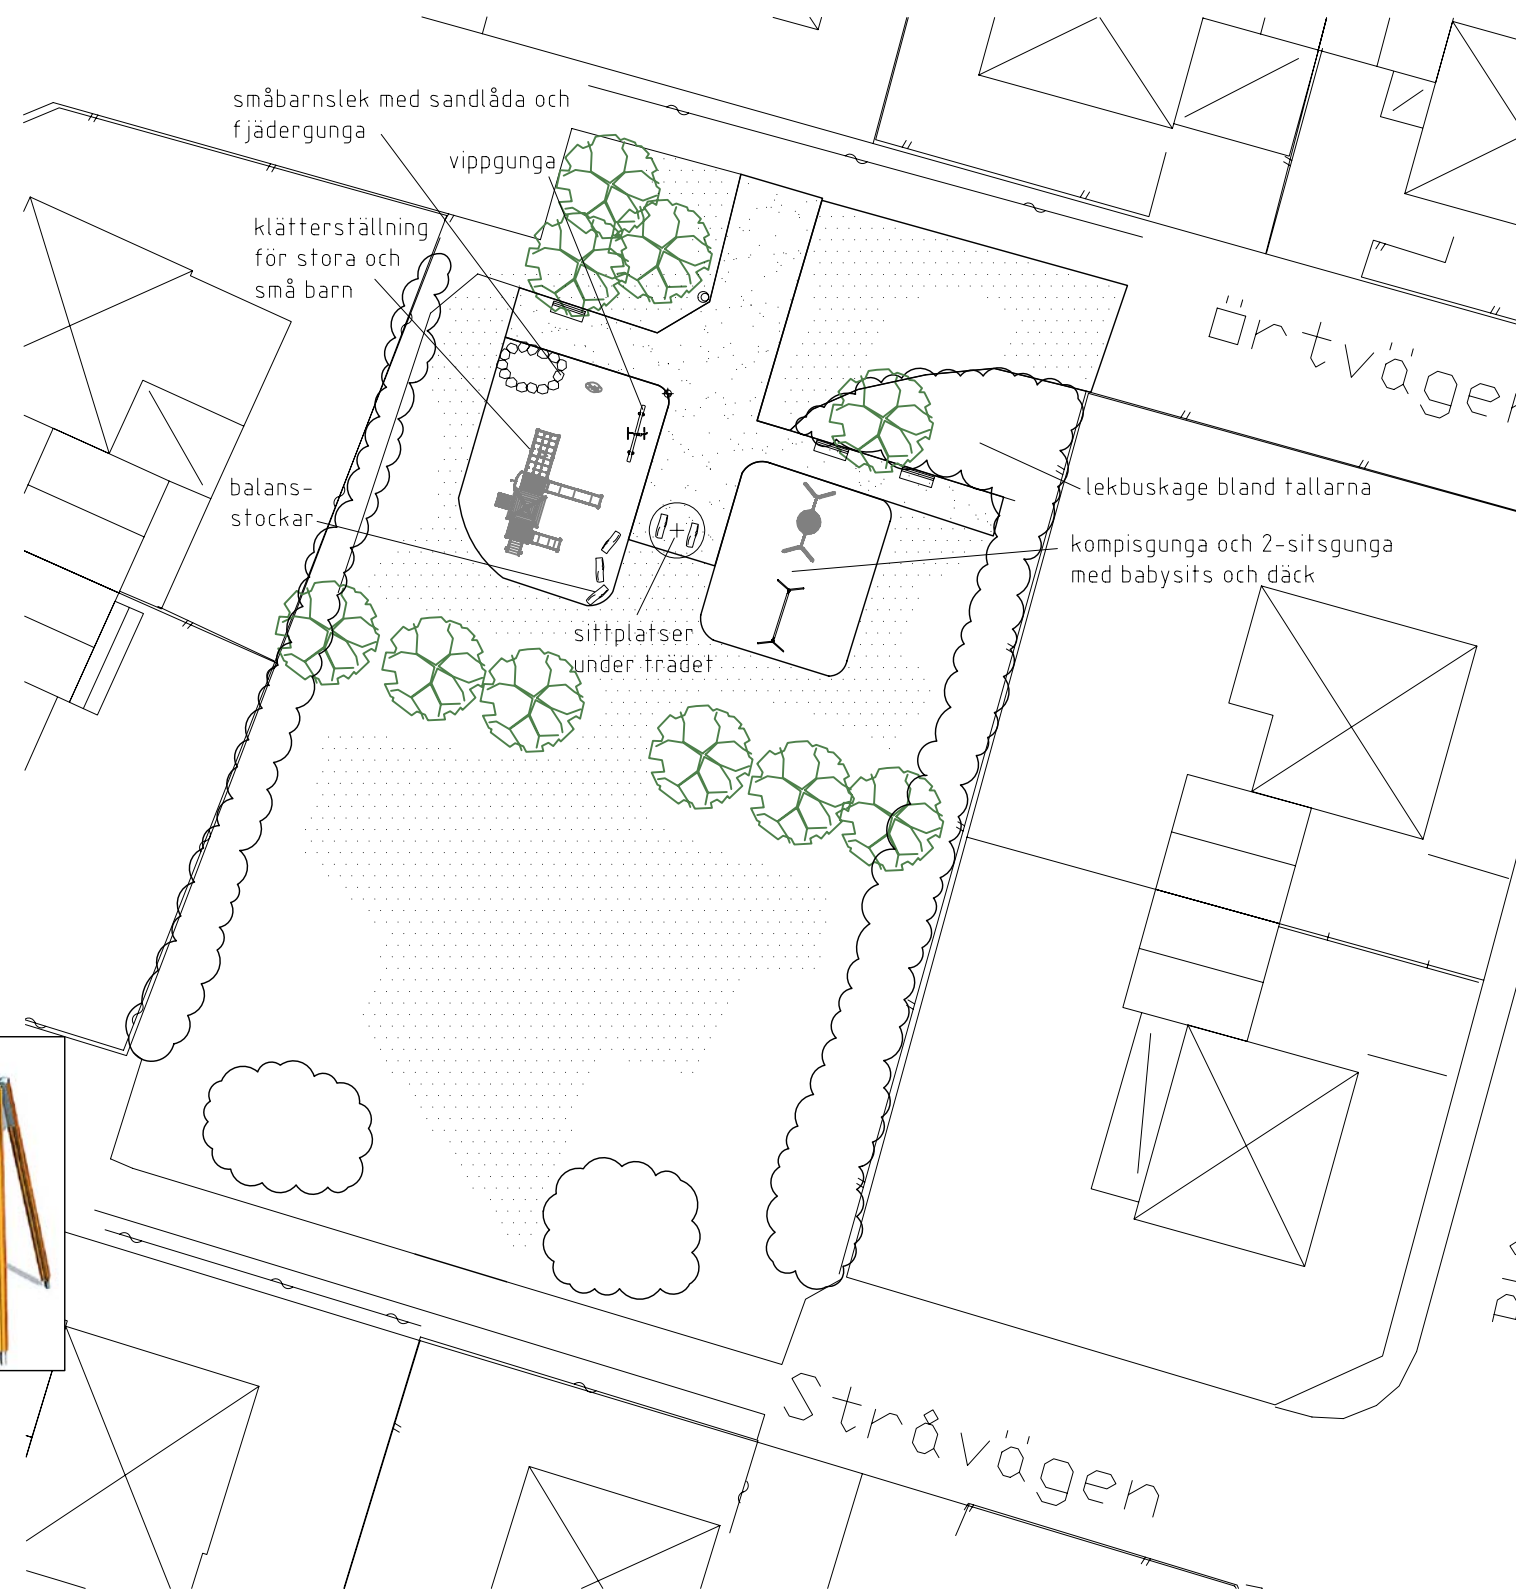 småbarnslek med sandlåda och
fjädergunga
vippgunga
klätterställning
för stora och
små barn
Örtvägen
balans-
stockar
lekbuskage bland tallarna
kompisgunga och 2-sitsgunga
med babysits och däck
sittplatser
under trädet
Stråvägen